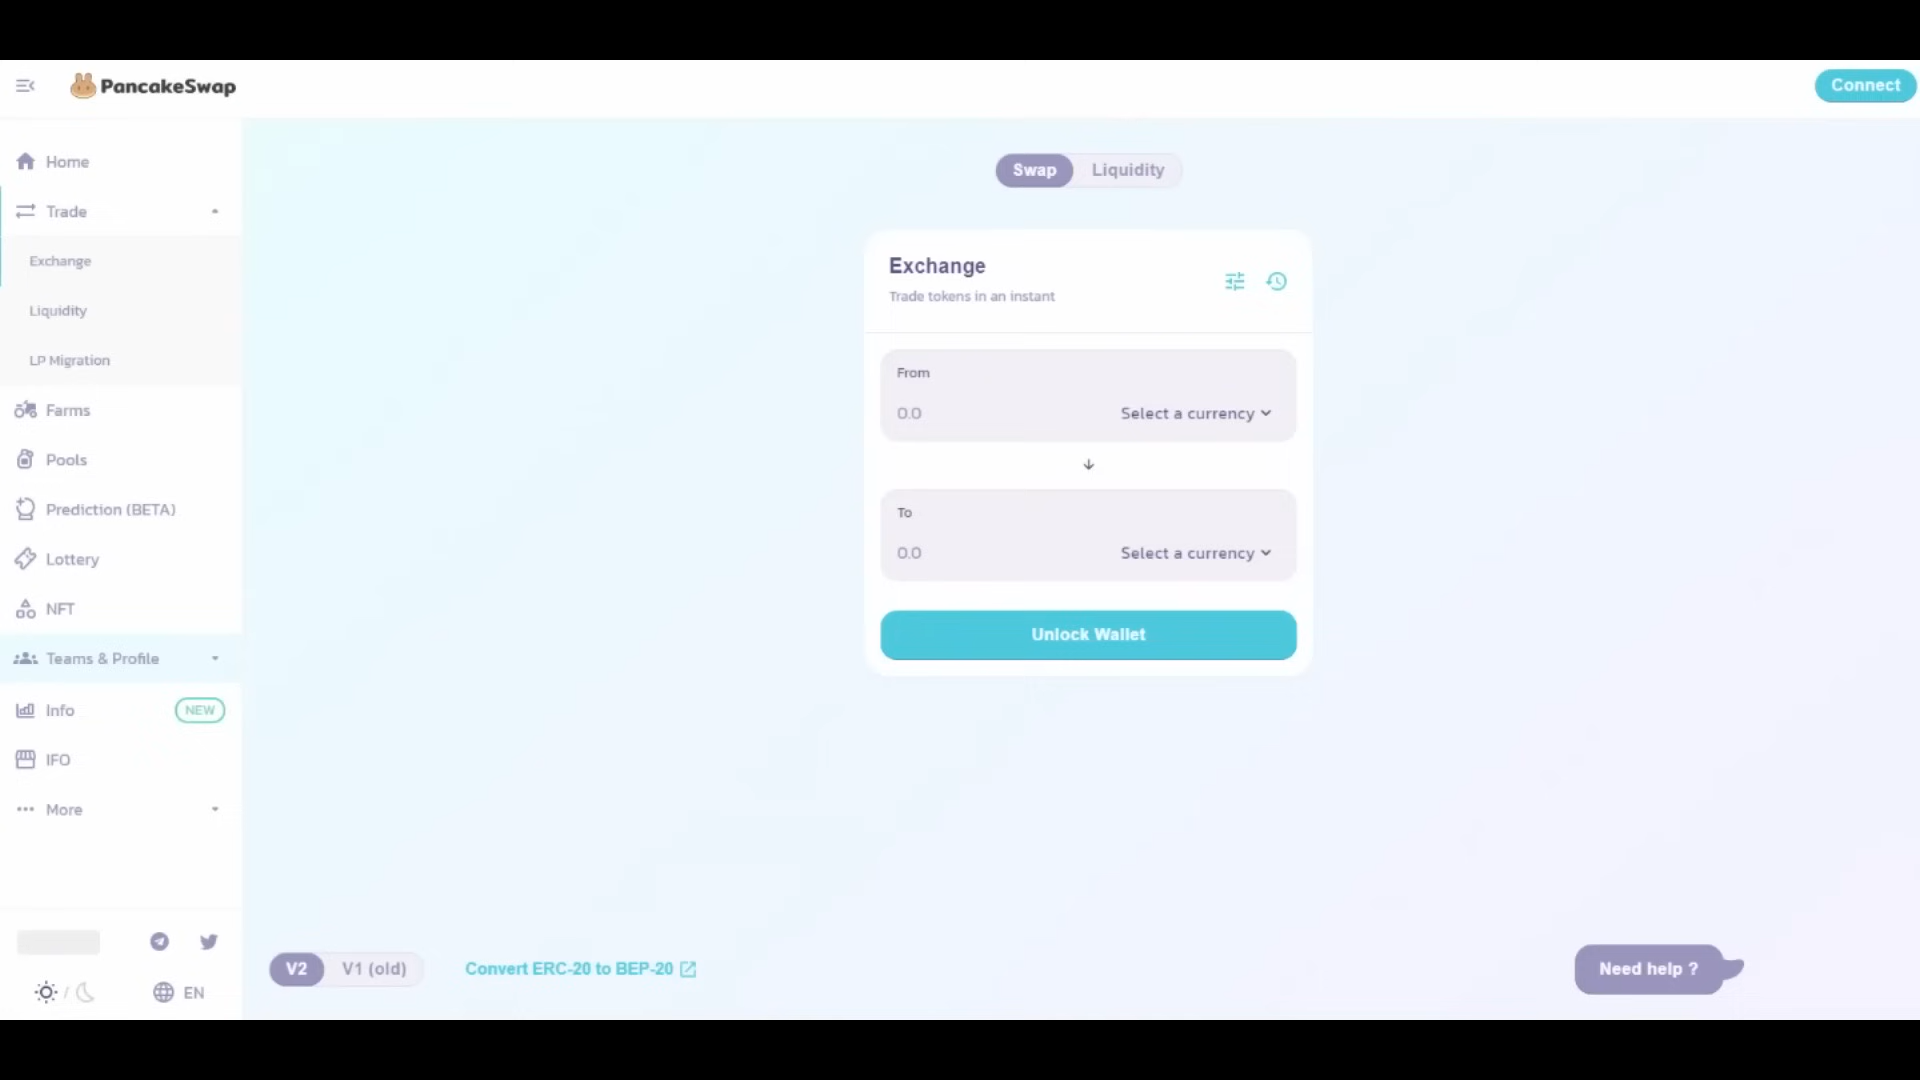 PancakeSwap
Connect
Home
Trade
Exchange
Liquidity
LP Migration
Farms
Pools
Prediction (BETA)
Lottery
NFT
Teams & Profile
Info
NEW
IFO
More
/
EN
Swap
Liquidity
Exchange
Trade tokens in an instant
From
0.0
Select a currency
To
0.0
Select a currency
Unlock Wallet
V2
V1 (old)
Convert ERC-20 to BEP-20
Need help ?